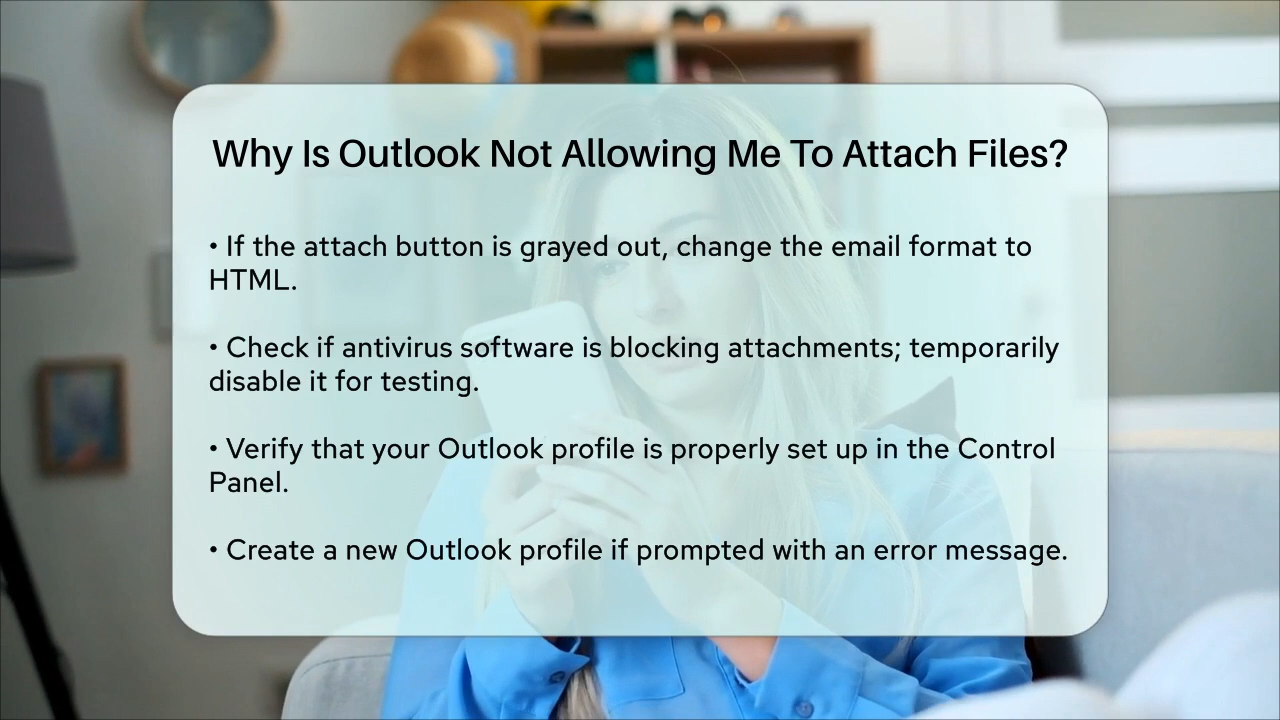 Why Is Outlook Not Allowing Me To Attach Files?
• If the attach button is grayed out, change the email format to
HTML.
• Check if antivirus software is blocking attachments; temporarily
disable it for testing.
• Verify that your Outlook profile is properly set up in the Control
Panel.
• Create a new Outlook profile if prompted with an error message.